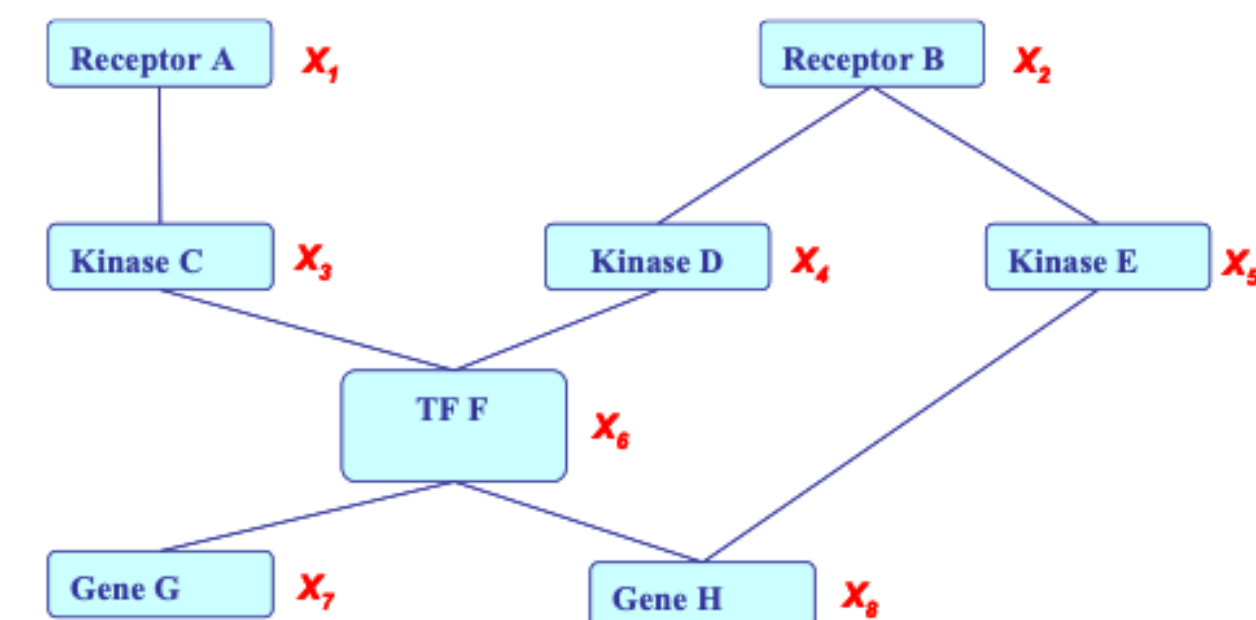 Receptor A X1
Receptor B X2
Kinase C X3
Kinase D X4
Kinase E X5
TF F X6
Gene G X7
Gene H X8